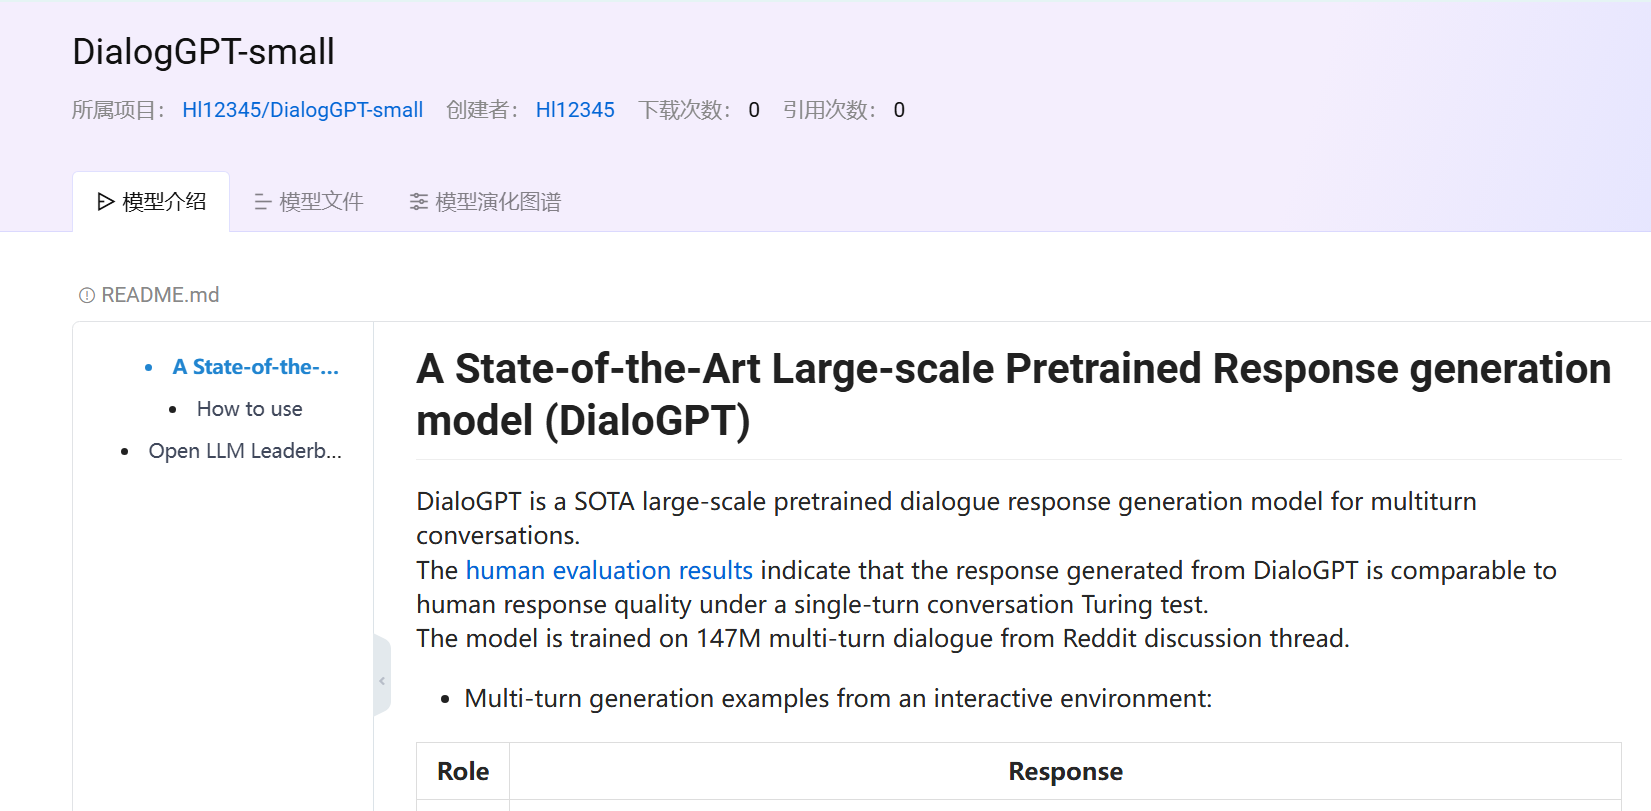 DialogGPT-small
所属项目： Hl12345/DialogGPT-small 创建者： Hl12345 下载次数： 0 引用次数： 0
模型介绍 模型文件 模型演化图谱
README.md
A State-of-the-...
How to use
Open LLM Leaderb...
A State-of-the-Art Large-scale Pretrained Response generation
model (DialoGPT)
DialoGPT is a SOTA large-scale pretrained dialogue response generation model for multiturn
conversations.
The human evaluation results indicate that the response generated from DialoGPT is comparable to
human response quality under a single-turn conversation Turing test.
The model is trained on 147M multi-turn dialogue from Reddit discussion thread.
Multi-turn generation examples from an interactive environment:
Role Response